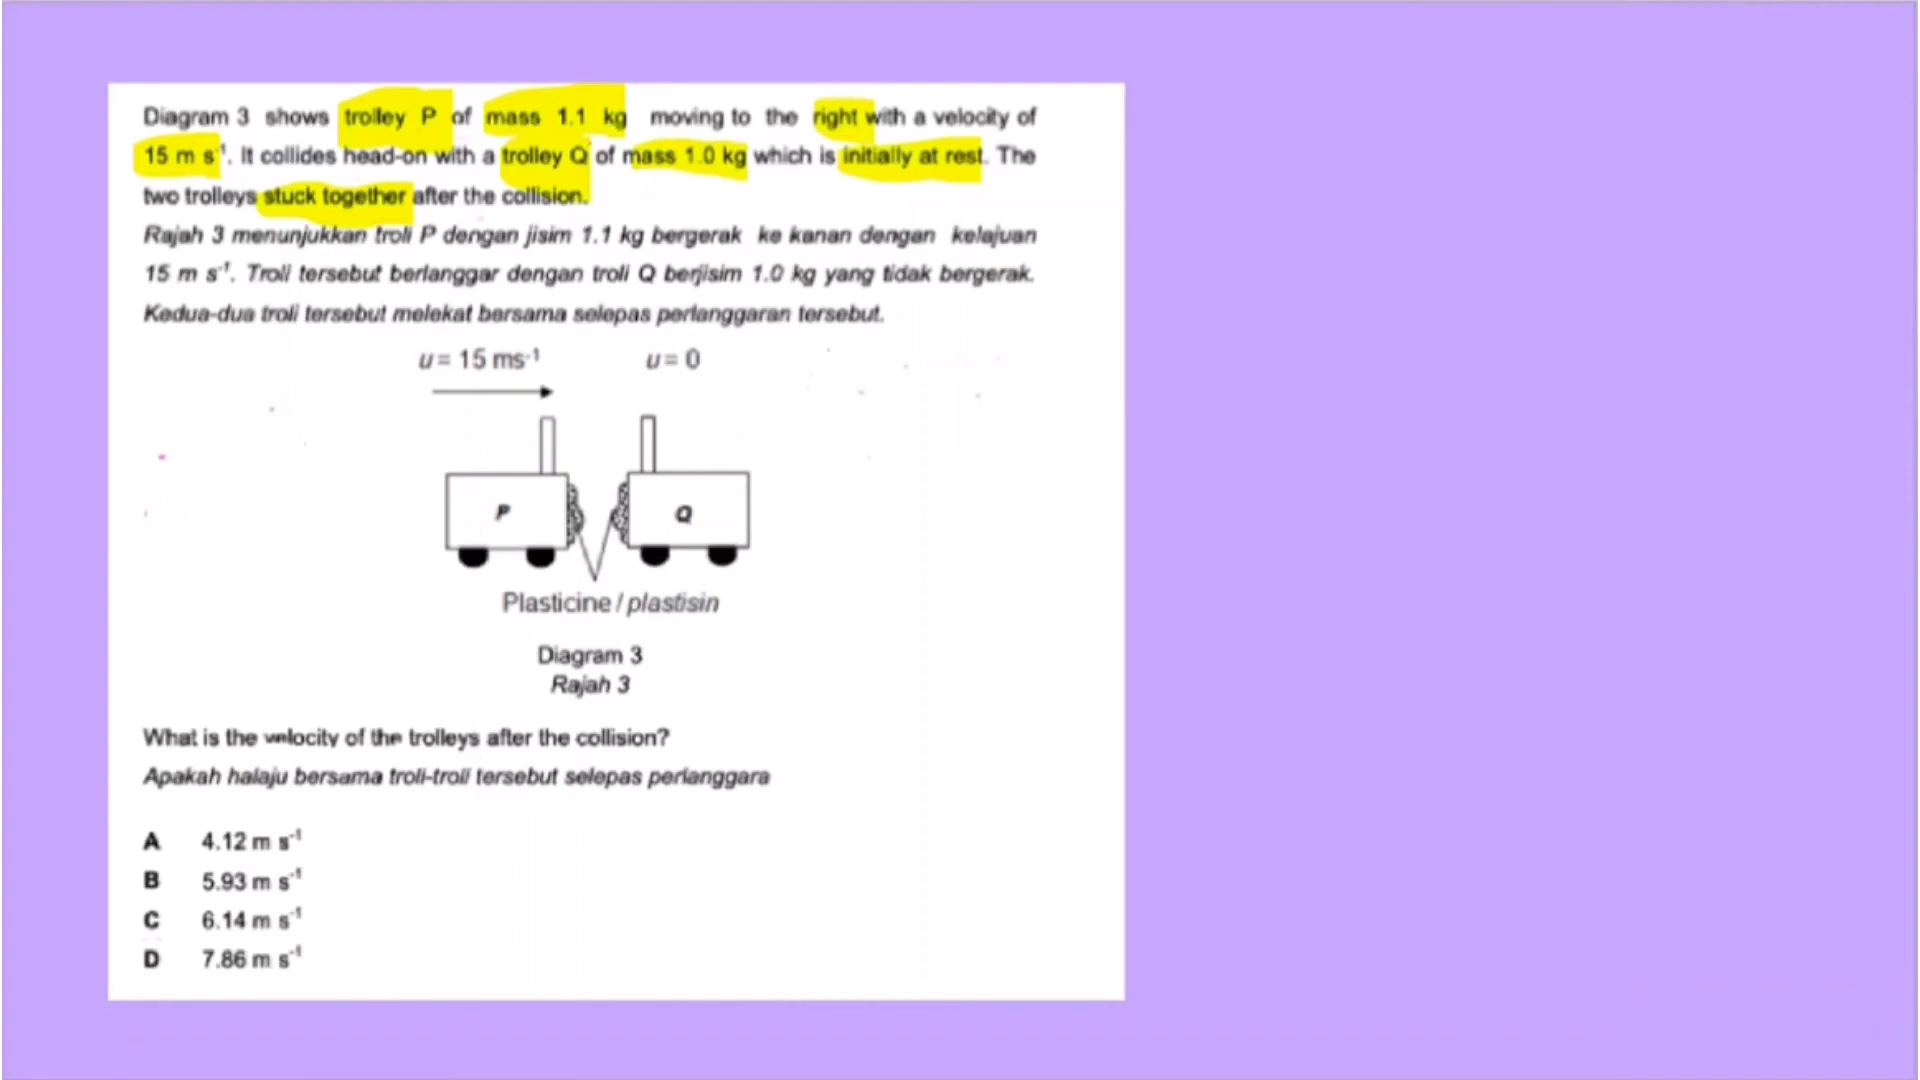 Diagram 3 shows trolley P of mass 1.1 kg moving to the right with a velocity of
15 m s⁻¹. It collides head-on with a trolley Q of mass 1.0 kg which is initially at rest. The
two trolleys stuck together after the collision.
Rajah 3 menunjukkan troli P dengan jisim 1.1 kg bergerak ke kanan dengan kelajuan
15 m s⁻¹. Troli tersebut berlanggar dengan troli Q berjisim 1.0 kg yang tidak bergerak.
Kedua-dua troli tersebut melekat bersama selepas perlanggaran tersebut.
u = 15 ms⁻¹ u = 0
P Q
Plasticine / plastisin
Diagram 3
Rajah 3
What is the velocity of the trolleys after the collision?
Apakah halaju bersama troli-troli tersebut selepas perlanggara
A 4.12 m s⁻¹
B 5.93 m s⁻¹
C 6.14 m s⁻¹
D 7.86 m s⁻¹